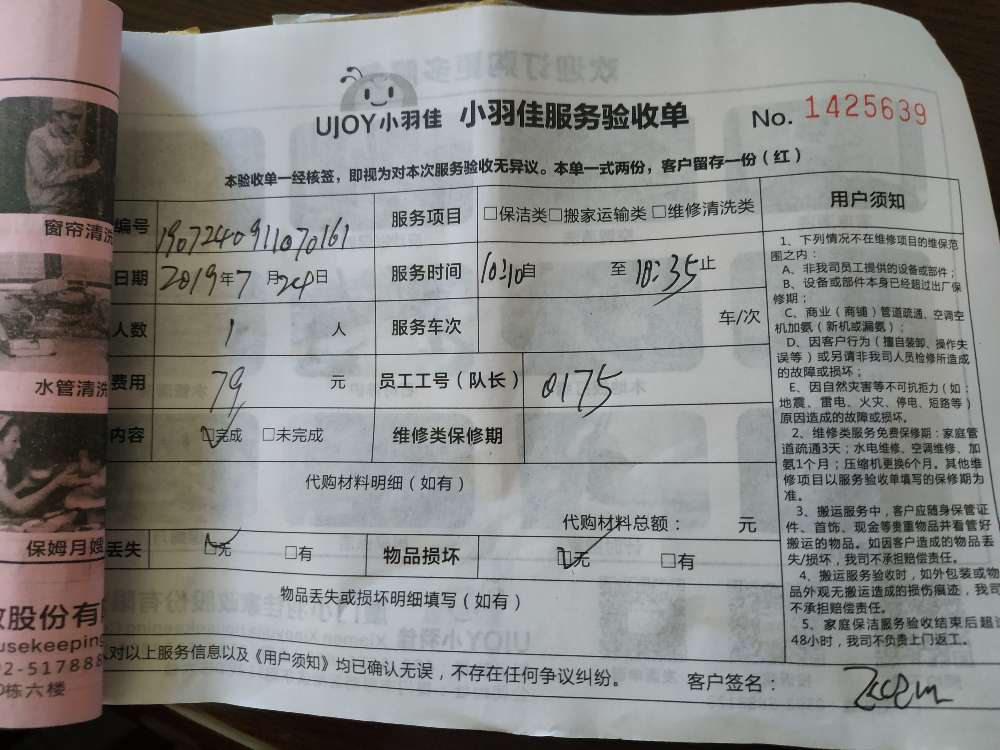 UJOY小羽佳 小羽佳服务验收单 No. 1425639
本验收单一经核签，即视为对本次服务验收无异议。本单一式两份，客户留存一份（红）
编号 1907240911070161 服务项目 □保洁类□搬家运输类 □维修清洗类
日期 2019年7月24日 服务时间 10:10自 至 18:35止
人数 1 人 服务车次 车/次
费用 79 元 员工工号（队长） 0175
内容 □完成 □未完成 维修类保修期
代购材料明细（如有）
代购材料总额： 元
丢失 □无 □有 物品损坏 □无 □有
物品丢失或损坏明细填写（如有）
对以上服务信息以及《用户须知》均已确认无误，不存在任何争议纠纷。 客户签名：
用户须知
1、下列情况不在维修项目的维保范
围之内：
A、非我司员工提供的设备或部件；
B、设备或部件本身已经超过出厂保
修期；
C、商业（商铺）管道疏通、空调空
机加氨（新机或漏氨）；
D、因客户行为（擅自装卸、操作失
误等）或另请非我司人员检修所造成
的故障或损坏；
E、因自然灾害等不可抗拒力（如：
地震、雷电、火灾、停电、短路等）
原因造成的故障或损坏。
2、维修类服务免费保修期：家庭管
道疏通3天；水电维修、空调维修、加
氨1个月；压缩机更换6个月。其他维
修项目以服务验收单填写的保修期为
准。
3、搬运服务中，客户应随身保管证
件、首饰、现金等贵重物品并看管好
搬运的物品。如因客户造成的物品丢
失/损坏，我司不承担赔偿责任。
4、搬运服务验收时，如外包装或物
品外观无搬运造成的损伤痕迹，我司
不承担赔偿责任。
5、家庭保洁服务验收结束后超过
48小时，我司不负责上门返工。
窗帘清洗
水管清洗
保姆月嫂
股份有限
usekeeping
92-517888
栋六楼